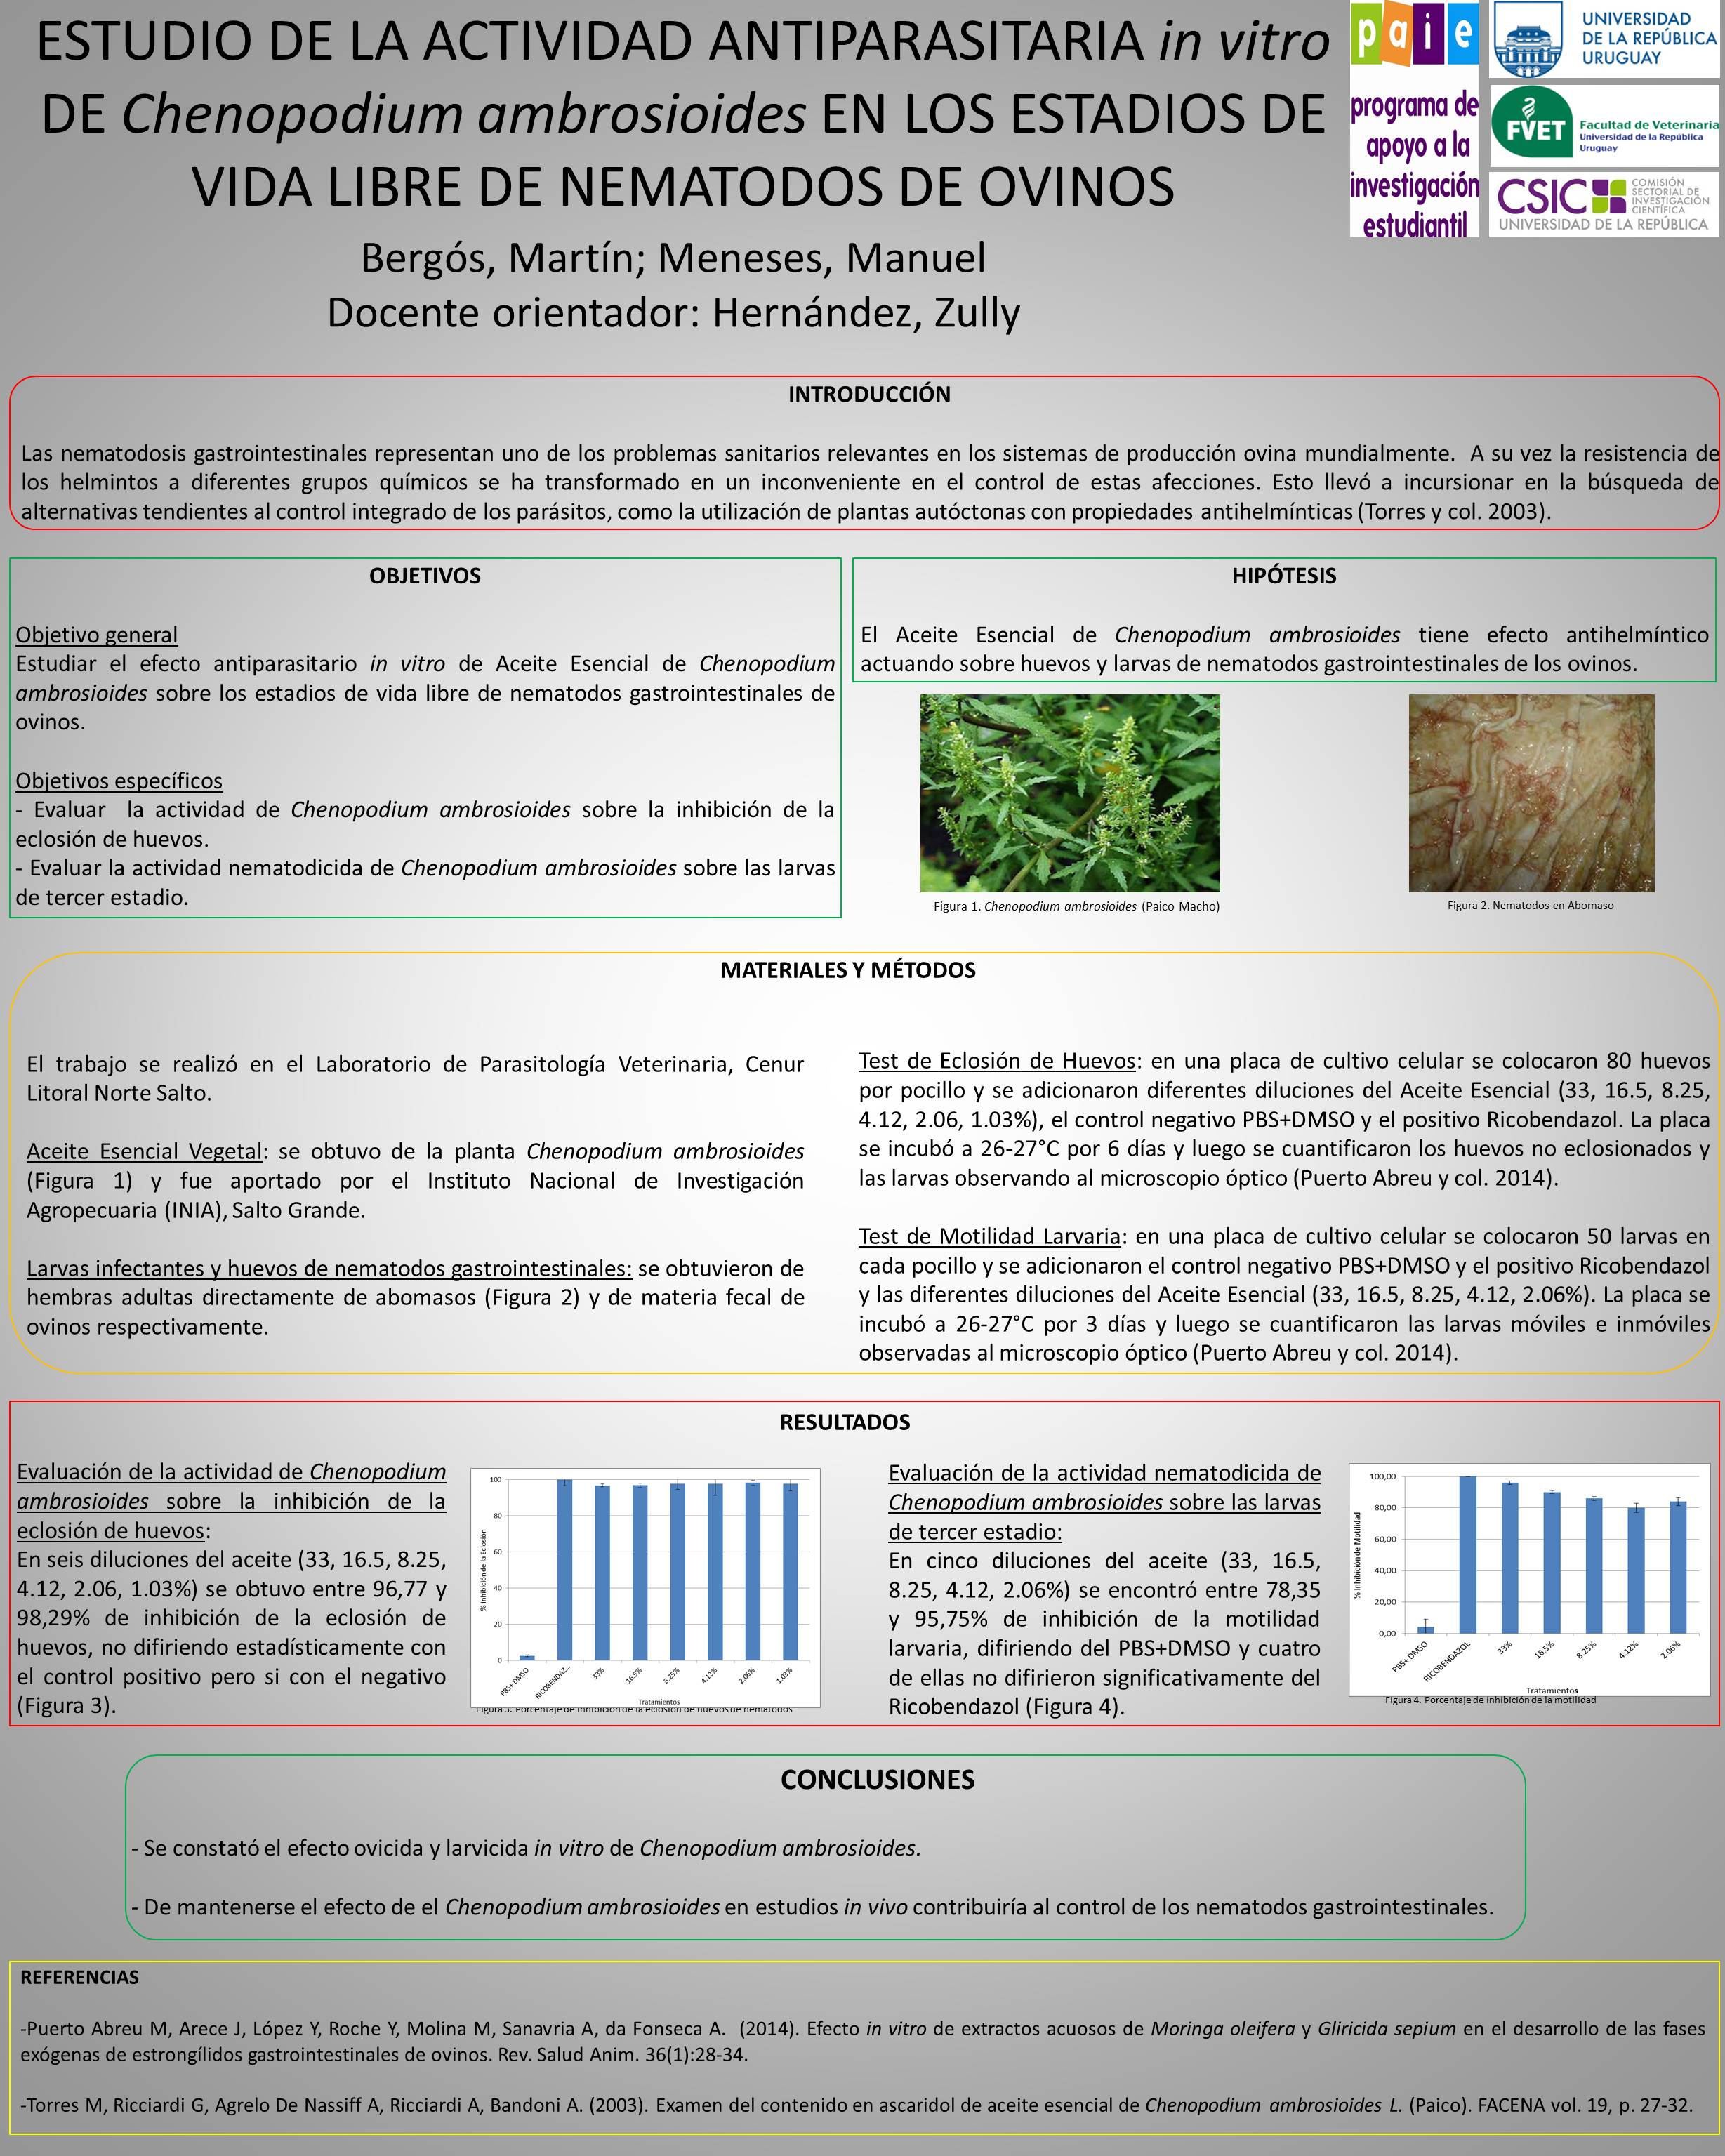 ESTUDIO DE LA ACTIVIDAD ANTIPARASITARIA in vitro
DE Chenopodium ambrosioides EN LOS ESTADIOS DE
VIDA LIBRE DE NEMATODOS DE OVINOS
Bergós, Martín; Meneses, Manuel
Docente orientador: Hernández, Zully
paie
programa de
apoyo a la
investigación
estudiantil
UNIVERSIDAD
DE LA REPÚBLICA
URUGUAY
FVET
Facultad de Veterinaria
Universidad de la República
Uruguay
CSIC
COMISIÓN
SECTORIAL DE
INVESTIGACIÓN
CIENTÍFICA
UNIVERSIDAD DE LA REPÚBLICA
INTRODUCCIÓN
Las nematodosis gastrointestinales representan uno de los problemas sanitarios relevantes en los sistemas de producción ovina mundialmente. A su vez la resistencia de
los helmintos a diferentes grupos químicos se ha transformado en un inconveniente en el control de estas afecciones. Esto llevó a incursionar en la búsqueda de
alternativas tendientes al control integrado de los parásitos, como la utilización de plantas autóctonas con propiedades antihelmínticas (Torres y col. 2003).
OBJETIVOS
Objetivo general
Estudiar el efecto antiparasitario in vitro de Aceite Esencial de Chenopodium
ambrosioides sobre los estadios de vida libre de nematodos gastrointestinales de
ovinos.
Objetivos específicos
- Evaluar la actividad de Chenopodium ambrosioides sobre la inhibición de la
eclosión de huevos.
- Evaluar la actividad nematodicida de Chenopodium ambrosioides sobre las larvas
de tercer estadio.
HIPÓTESIS
El Aceite Esencial de Chenopodium ambrosioides tiene efecto antihelmíntico
actuando sobre huevos y larvas de nematodos gastrointestinales de los ovinos.
Figura 1. Chenopodium ambrosioides (Paico Macho)
Figura 2. Nematodos en Abomaso
MATERIALES Y MÉTODOS
El trabajo se realizó en el Laboratorio de Parasitología Veterinaria, Cenur
Litoral Norte Salto.
Aceite Esencial Vegetal: se obtuvo de la planta Chenopodium ambrosioides
(Figura 1) y fue aportado por el Instituto Nacional de Investigación
Agropecuaria (INIA), Salto Grande.
Larvas infectantes y huevos de nematodos gastrointestinales: se obtuvieron de
hembras adultas directamente de abomasos (Figura 2) y de materia fecal de
ovinos respectivamente.
Test de Eclosión de Huevos: en una placa de cultivo celular se colocaron 80 huevos
por pocillo y se adicionaron diferentes diluciones del Aceite Esencial (33, 16.5, 8.25,
4.12, 2.06, 1.03%), el control negativo PBS+DMSO y el positivo Ricobendazol. La placa
se incubó a 26-27°C por 6 días y luego se cuantificaron los huevos no eclosionados y
las larvas observando al microscopio óptico (Puerto Abreu y col. 2014).
Test de Motilidad Larvaria: en una placa de cultivo celular se colocaron 50 larvas en
cada pocillo y se adicionaron el control negativo PBS+DMSO y el positivo Ricobendazol
y las diferentes diluciones del Aceite Esencial (33, 16.5, 8.25, 4.12, 2.06%). La placa se
incubó a 26-27°C por 3 días y luego se cuantificaron las larvas móviles e inmóviles
observadas al microscopio óptico (Puerto Abreu y col. 2014).
RESULTADOS
Evaluación de la actividad de Chenopodium
ambrosioides sobre la inhibición de la
eclosión de huevos:
En seis diluciones del aceite (33, 16.5, 8.25,
4.12, 2.06, 1.03%) se obtuvo entre 96,77 y
98,29% de inhibición de la eclosión de
huevos, no difiriendo estadísticamente con
el control positivo pero si con el negativo
(Figura 3).
% Inhibición de la Eclosión
100
80
60
40
20
0
PBS+ DMSO
RICOBENDAZ...
33%
16.5%
8.25%
4.12%
2.06%
1.03%
Tratamientos
Figura 3. Porcentaje de inhibición de la eclosión de huevos de nematodos
Evaluación de la actividad nematodicida de
Chenopodium ambrosioides sobre las larvas
de tercer estadio:
En cinco diluciones del aceite (33, 16.5,
8.25, 4.12, 2.06%) se encontró entre 78,35
y 95,75% de inhibición de la motilidad
larvaria, difiriendo del PBS+DMSO y cuatro
de ellas no difirieron significativamente del
Ricobendazol (Figura 4).
% Inhibición de Motilidad
100,00
80,00
60,00
40,00
20,00
0,00
PBS+ DMSO
RICOBENDAZOL
33%
16.5%
8.25%
4.12%
2.06%
Tratamientos
Figura 4. Porcentaje de inhibición de la motilidad
CONCLUSIONES
- Se constató el efecto ovicida y larvicida in vitro de Chenopodium ambrosioides.
- De mantenerse el efecto de el Chenopodium ambrosioides en estudios in vivo contribuiría al control de los nematodos gastrointestinales.
REFERENCIAS
-Puerto Abreu M, Arece J, López Y, Roche Y, Molina M, Sanavria A, da Fonseca A. (2014). Efecto in vitro de extractos acuosos de Moringa oleifera y Gliricida sepium en el desarrollo de las fases
exógenas de estrongílidos gastrointestinales de ovinos. Rev. Salud Anim. 36(1):28-34.
-Torres M, Ricciardi G, Agrelo De Nassiff A, Ricciardi A, Bandoni A. (2003). Examen del contenido en ascaridol de aceite esencial de Chenopodium ambrosioides L. (Paico). FACENA vol. 19, p. 27-32.